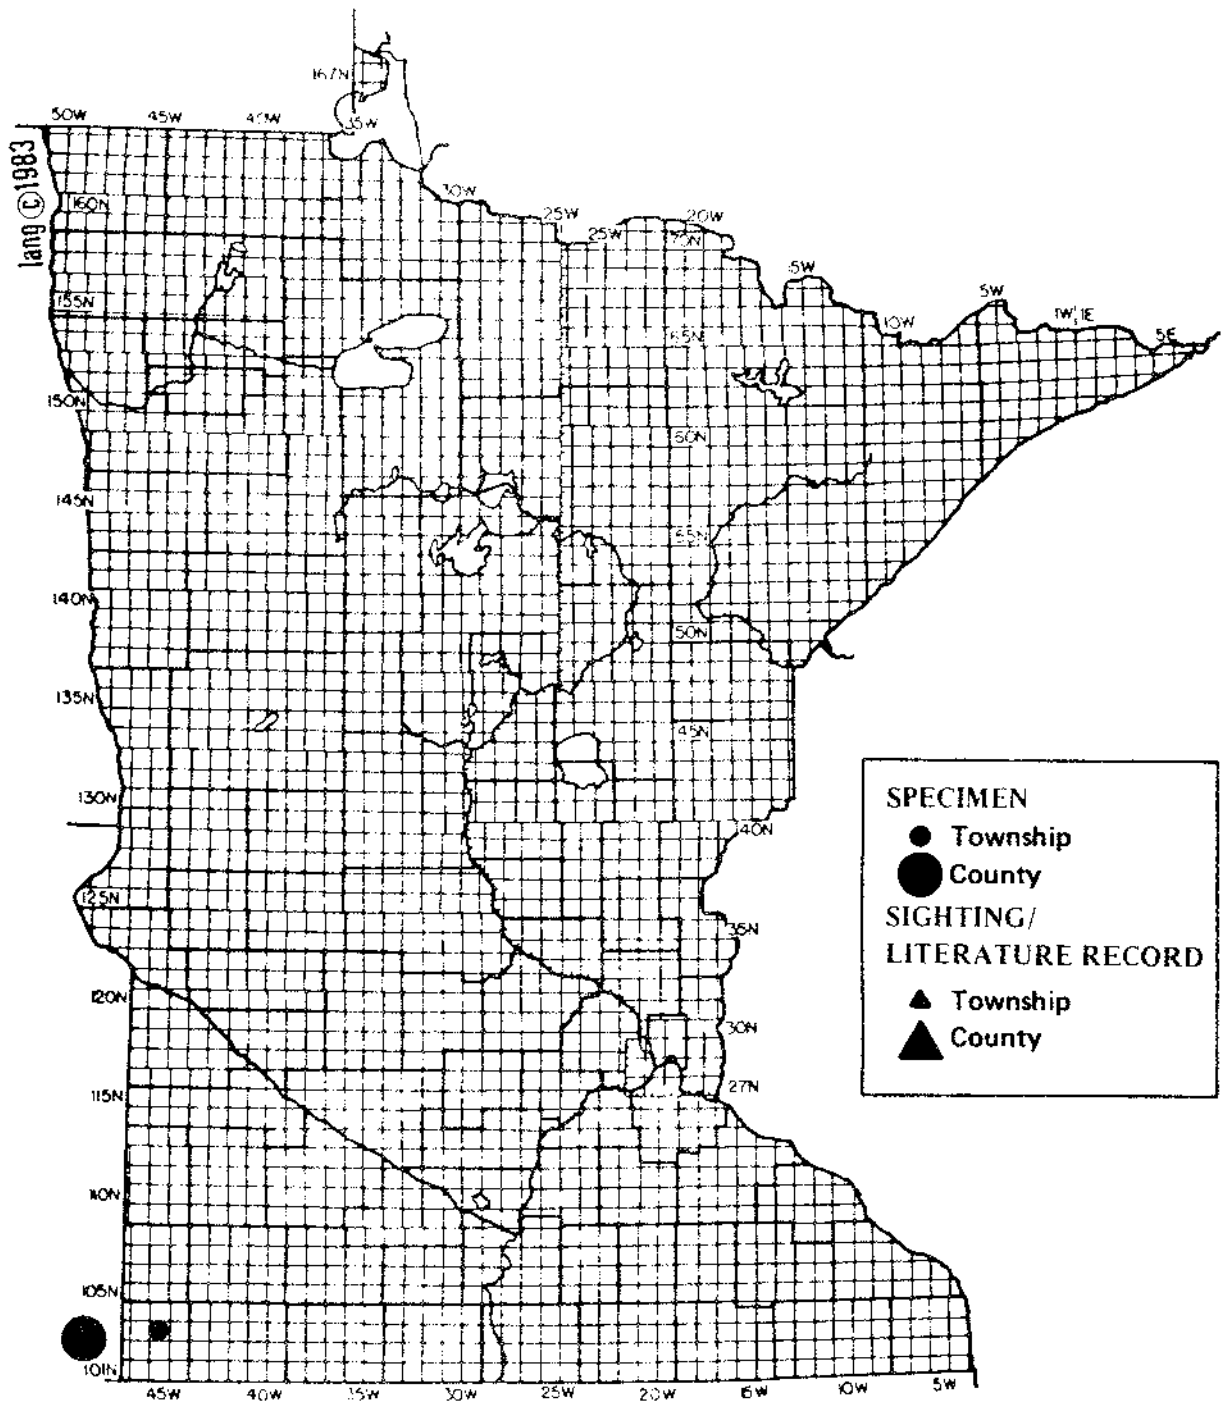 167N
50W 45W 40W 35W
lang © 1983
160N
30W
25W 20W
25W
70N
155N
15W
5W
10W
1W 1E
5E
65N
150N
60N
145N
55N
140N
50N
135N
45N
130N
40N
125N
35N
120N
30N
115N
27N
110N
105N
101N
45W 40W 35W 30W 25W 20W 15W 10W 5W
SPECIMEN
Township
County
SIGHTING/
LITERATURE RECORD
Township
County